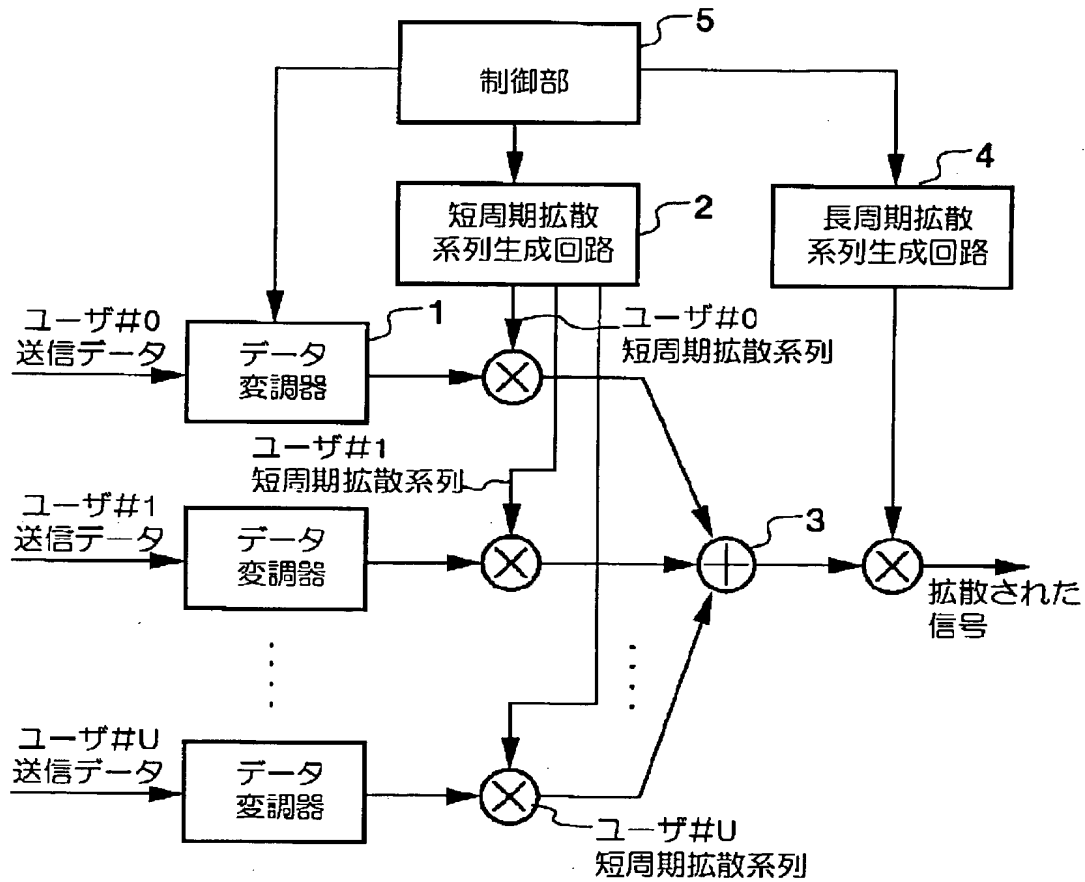 5
制御部
4
短周期拡散
系列生成回路
2
長周期拡散
系列生成回路
ユーザ#0
送信データ
1
データ
変調器
ユーザ#0
短周期拡散系列
ユーザ#1
短周期拡散系列
ユーザ#1
送信データ
データ
変調器
3
拡散された
信号
ユーザ#U
送信データ
データ
変調器
ユーザ#U
短周期拡散系列